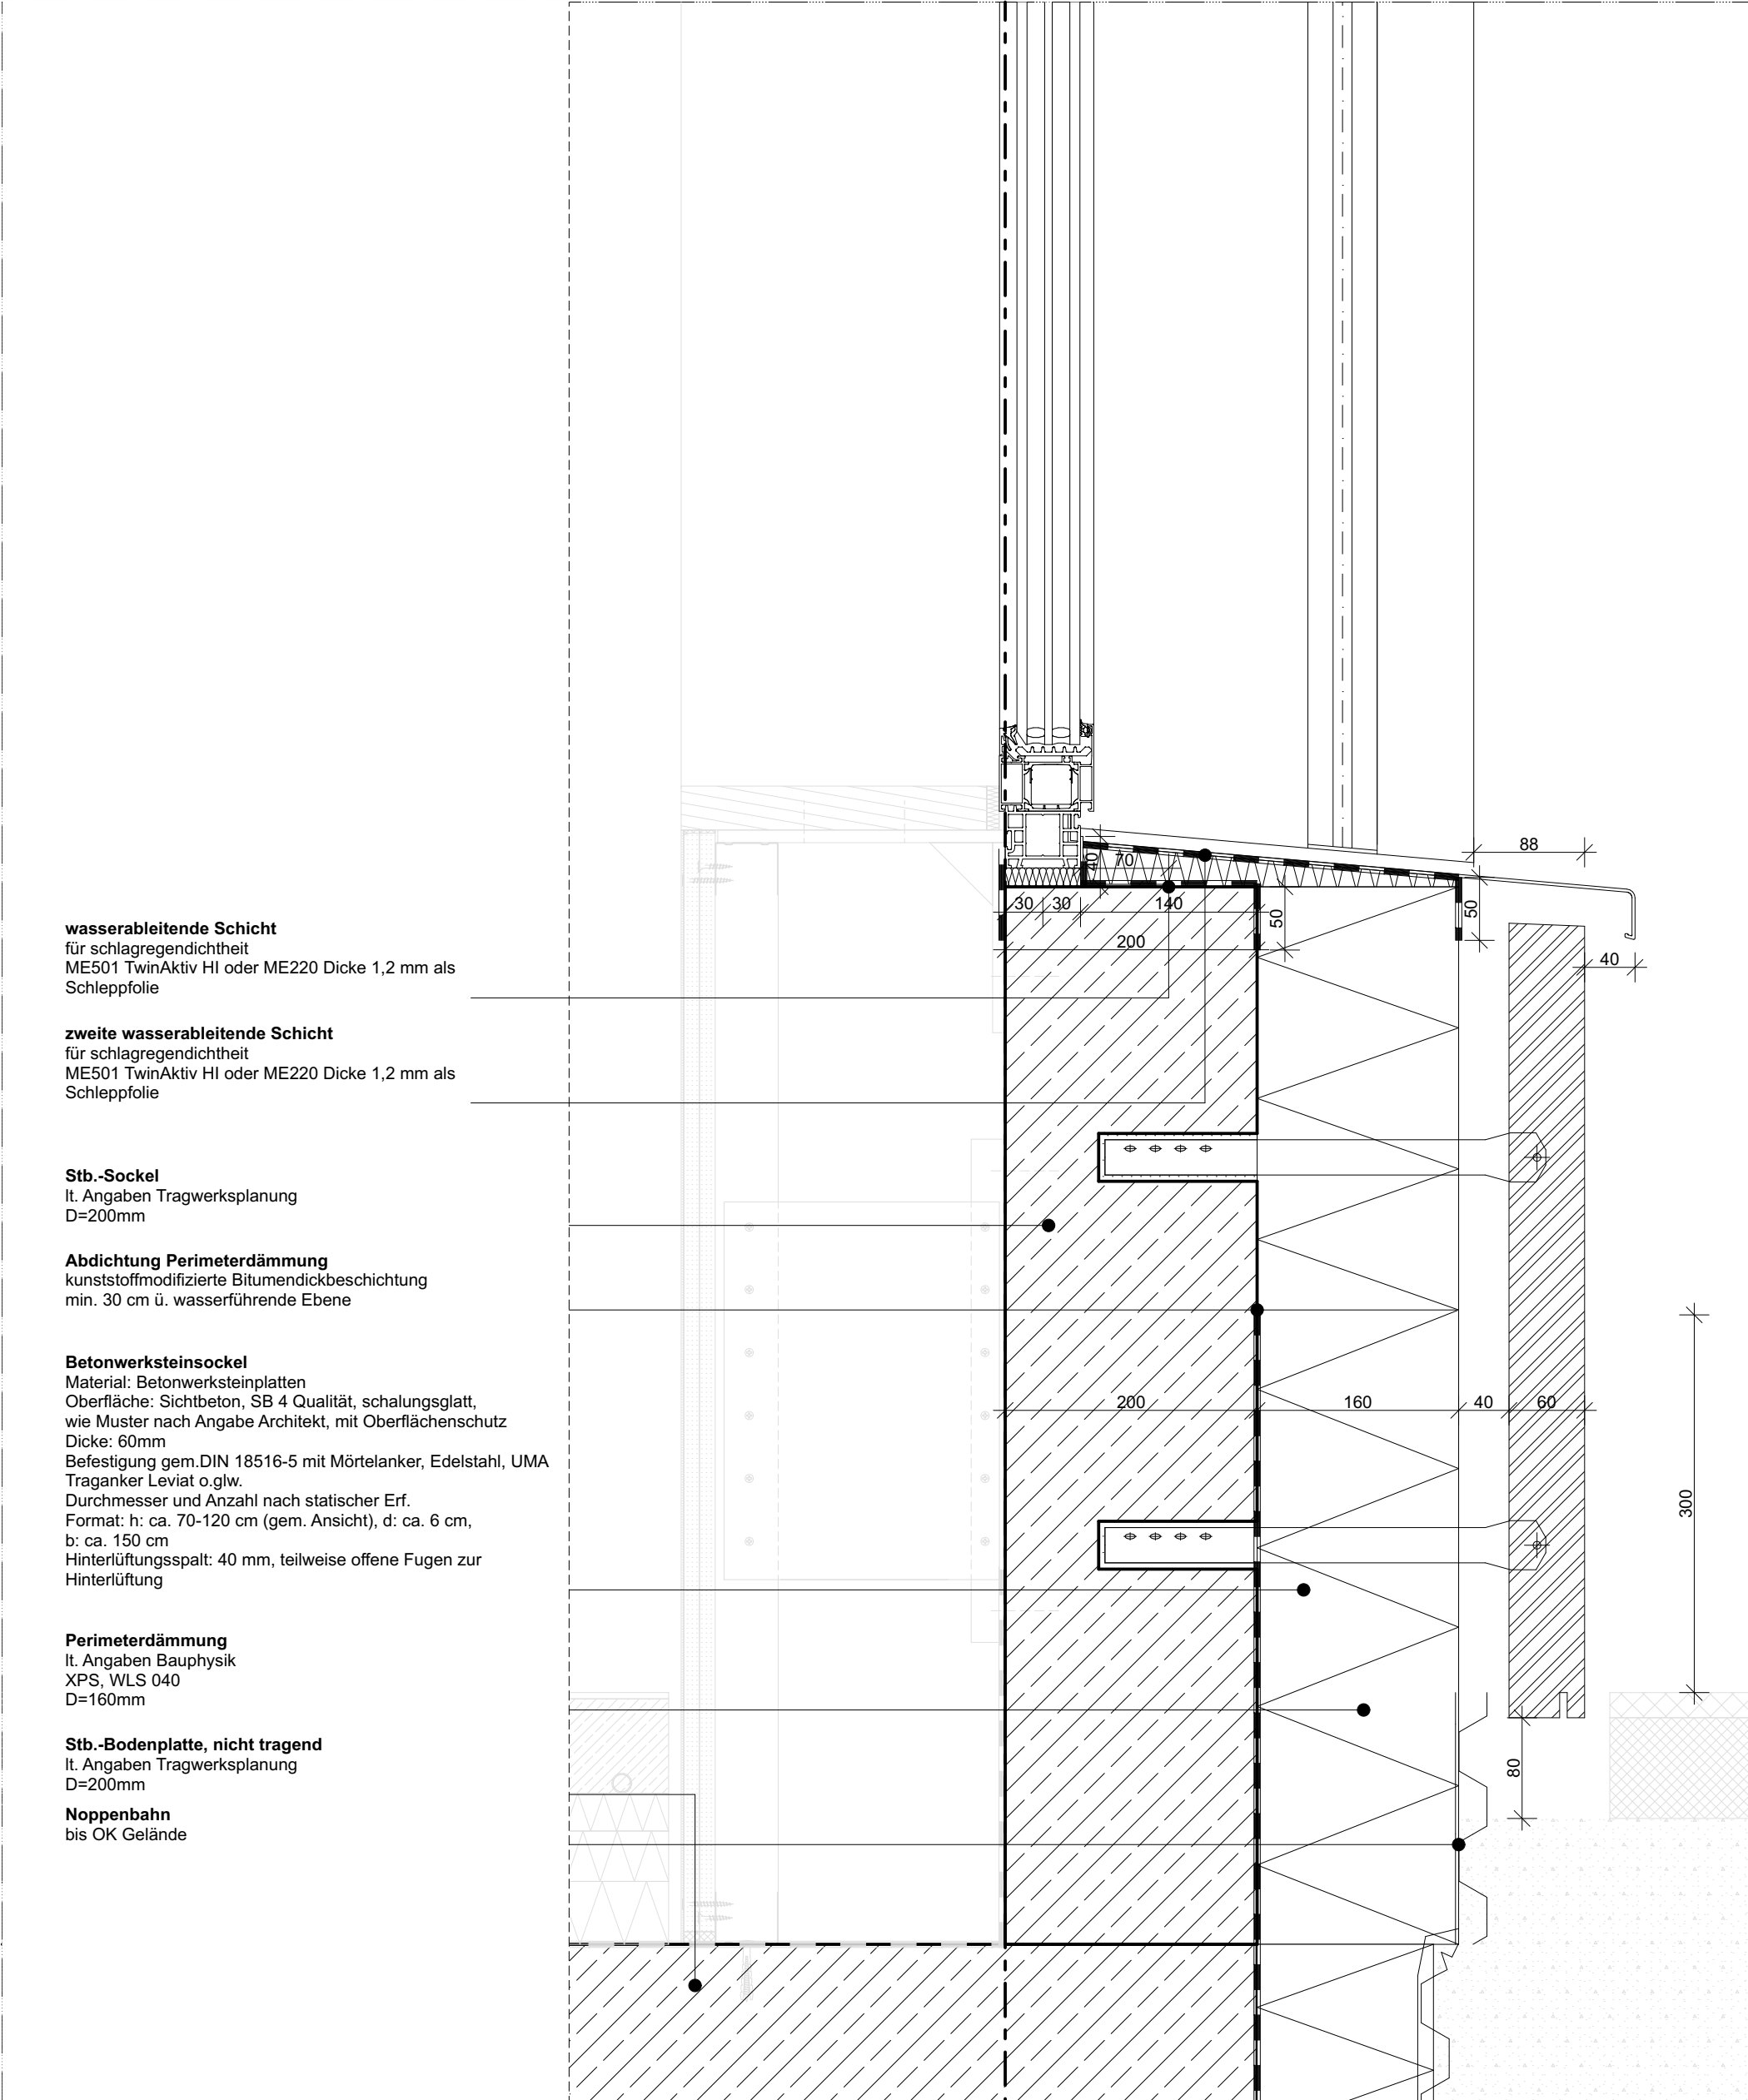 wasserableitende Schicht
für schlagregendichtheit
ME501 TwinAktiv HI oder ME220 Dicke 1,2 mm als
Schleppfolie
zweite wasserableitende Schicht
für schlagregendichtheit
ME501 TwinAktiv HI oder ME220 Dicke 1,2 mm als
Schleppfolie
Stb.-Sockel
lt. Angaben Tragwerksplanung
D=200mm
Abdichtung Perimeterdämmung
kunststoffmodifizierte Bitumendickbeschichtung
min. 30 cm ü. wasserführende Ebene
Betonwerksteinsockel
Material: Betonwerksteinplatten
Oberfläche: Sichtbeton, SB 4 Qualität, schalungsglatt,
wie Muster nach Angabe Architekt, mit Oberflächenschutz
Dicke: 60mm
Befestigung gem.DIN 18516-5 mit Mörtelanker, Edelstahl, UMA
Traganker Leviat o.glw.
Durchmesser und Anzahl nach statischer Erf.
Format: h: ca. 70-120 cm (gem. Ansicht), d: ca. 6 cm,
b: ca. 150 cm
Hinterlüftungsspalt: 40 mm, teilweise offene Fugen zur
Hinterlüftung
Perimeterdämmung
lt. Angaben Bauphysik
XPS, WLS 040
D=160mm
Stb.-Bodenplatte, nicht tragend
lt. Angaben Tragwerksplanung
D=200mm
Noppenbahn
bis OK Gelände
88
40
70
30
30
140
50
50
200
40
200
160
40
60
300
80